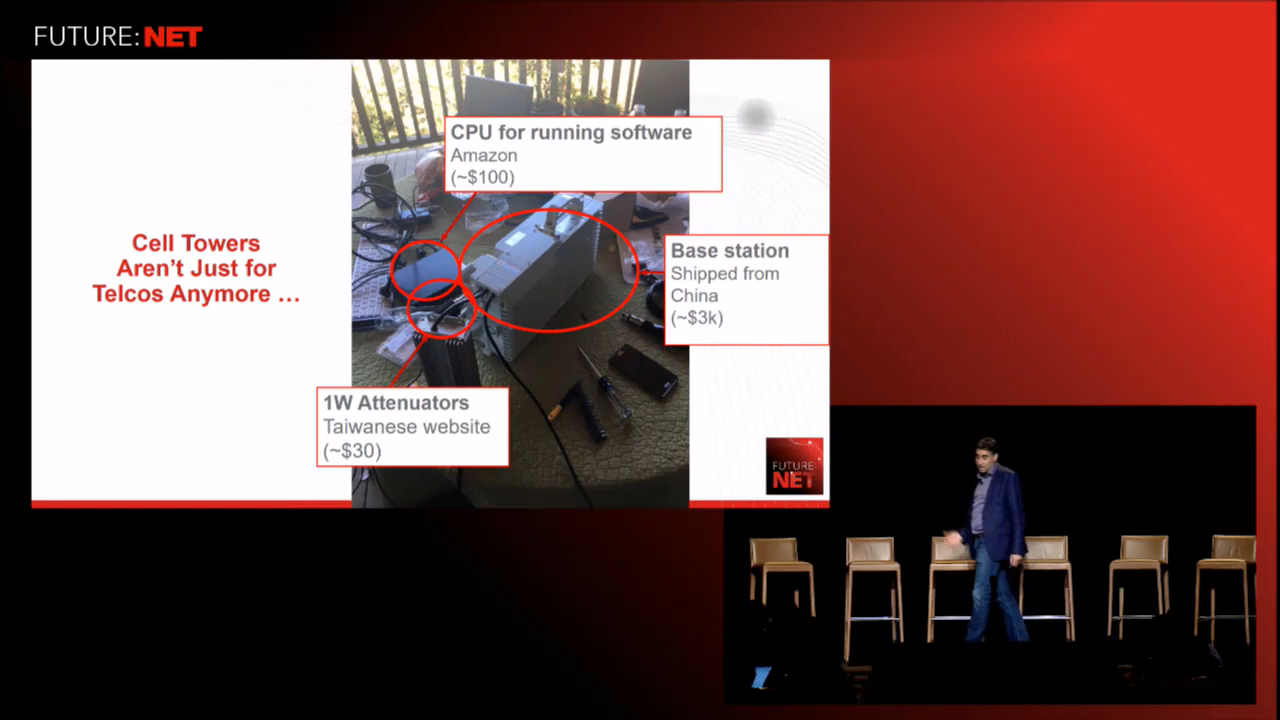 FUTURE:NET
CPU for running software
Amazon
(~$100)
Cell Towers
Aren't Just for
Telcos Anymore …
Base station
Shipped from
China
(~$3k)
1W Attenuators
Taiwanese website
(~$30)
FUTURE:
NET